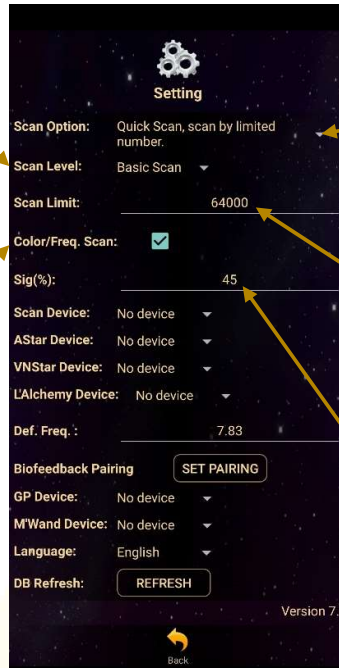 Setting
Scan Option: Quick Scan, scan by limited
number.
Scan Level: Basic Scan
Scan Limit: 64000
Color/Freq. Scan:
Sig(%): 45
Scan Device: No device
AStar Device: No device
VNStar Device: No device
L'Alchemy Device: No device
Def. Freq. : 7.83
Biofeedback Pairing SET PAIRING
GP Device: No device
M'Wand Device: No device
Language: English
DB Refresh: REFRESH
Version 7.
Back